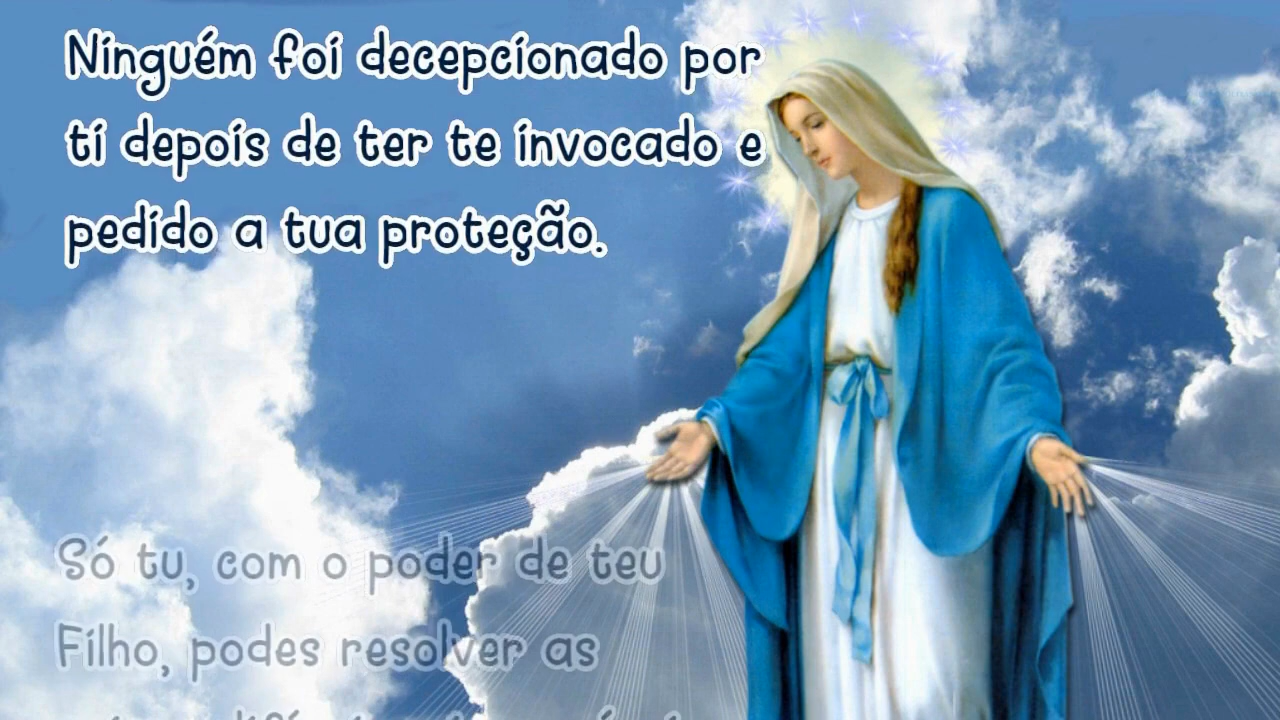 Ninguém foi decepcionado por
ti depois de ter te invocado e
pedido a tua proteção.
Só tu, com o poder de teu
Filho, podes resolver as